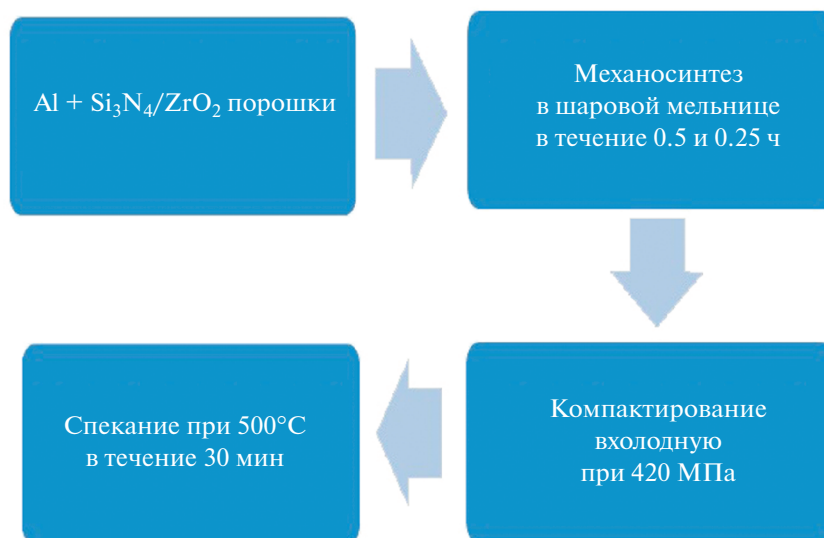 Al + Si₃N₄/ZrO₂ порошки
Механосинтез
в шаровой мельнице
в течение 0.5 и 0.25 ч
Компактирование
вхолодную
при 420 МПа
Спекание при 500°C
в течение 30 мин